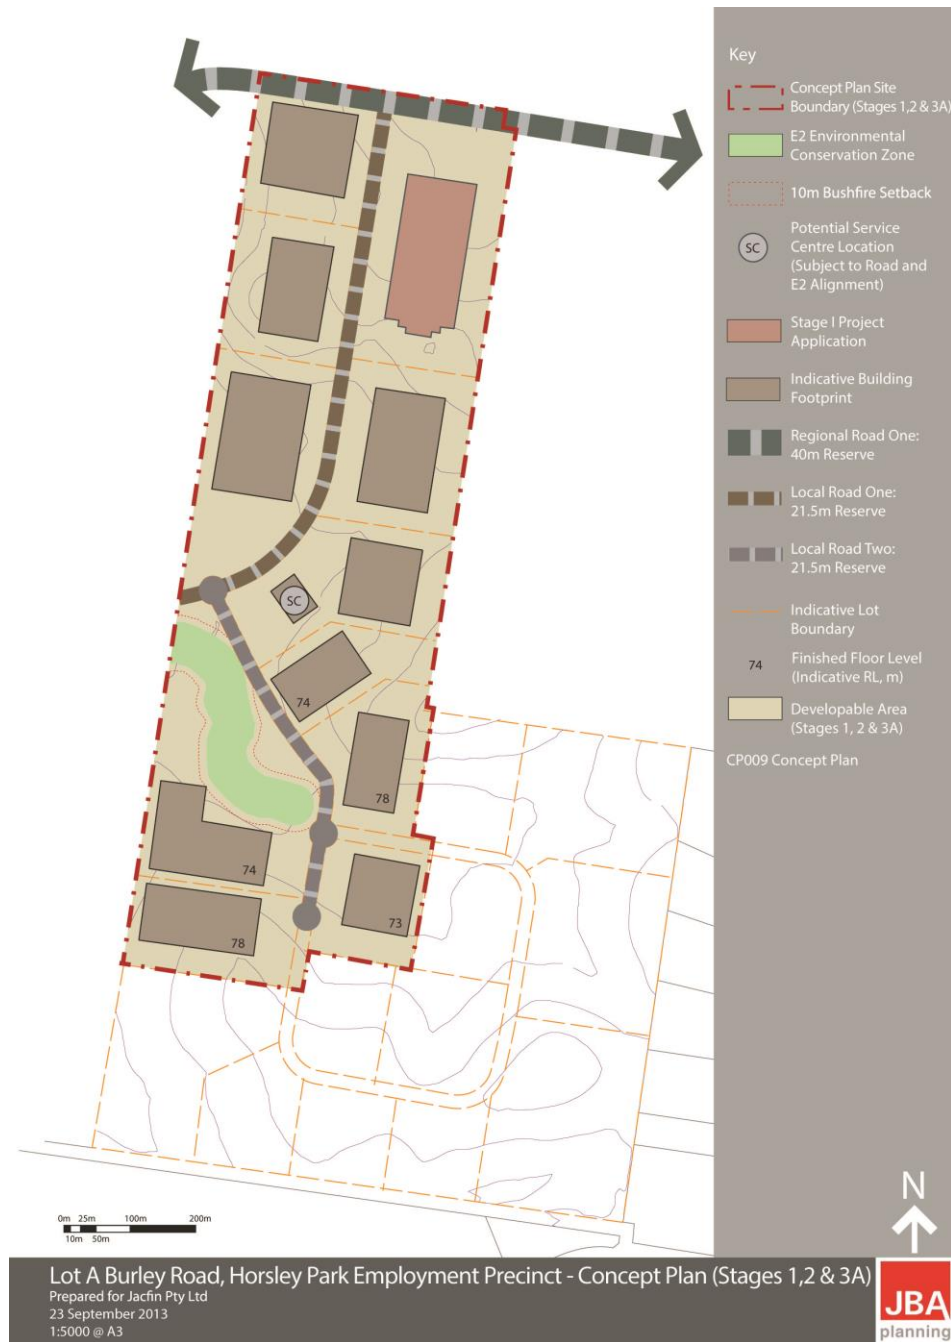 Key
Concept Plan Site
Boundary (Stages 1,2 & 3A)
E2 Environmental
Conservation Zone
10m Bushfire Setback
SC
Potential Service
Centre Location
(Subject to Road and
E2 Alignment)
Stage I Project
Application
Indicative Building
Footprint
Regional Road One:
40m Reserve
Local Road One:
21.5m Reserve
Local Road Two:
21.5m Reserve
Indicative Lot
Boundary
74
Finished Floor Level
(Indicative RL, m)
Developable Area
(Stages 1, 2 & 3A)
CP009 Concept Plan
SC
74
78
74
73
78
0m 25m 100m 200m
10m 50m
N
Lot A Burley Road, Horsley Park Employment Precinct - Concept Plan (Stages 1,2 & 3A)
Prepared for Jacfin Pty Ltd
23 September 2013
1:5000 @ A3
JBA
planning